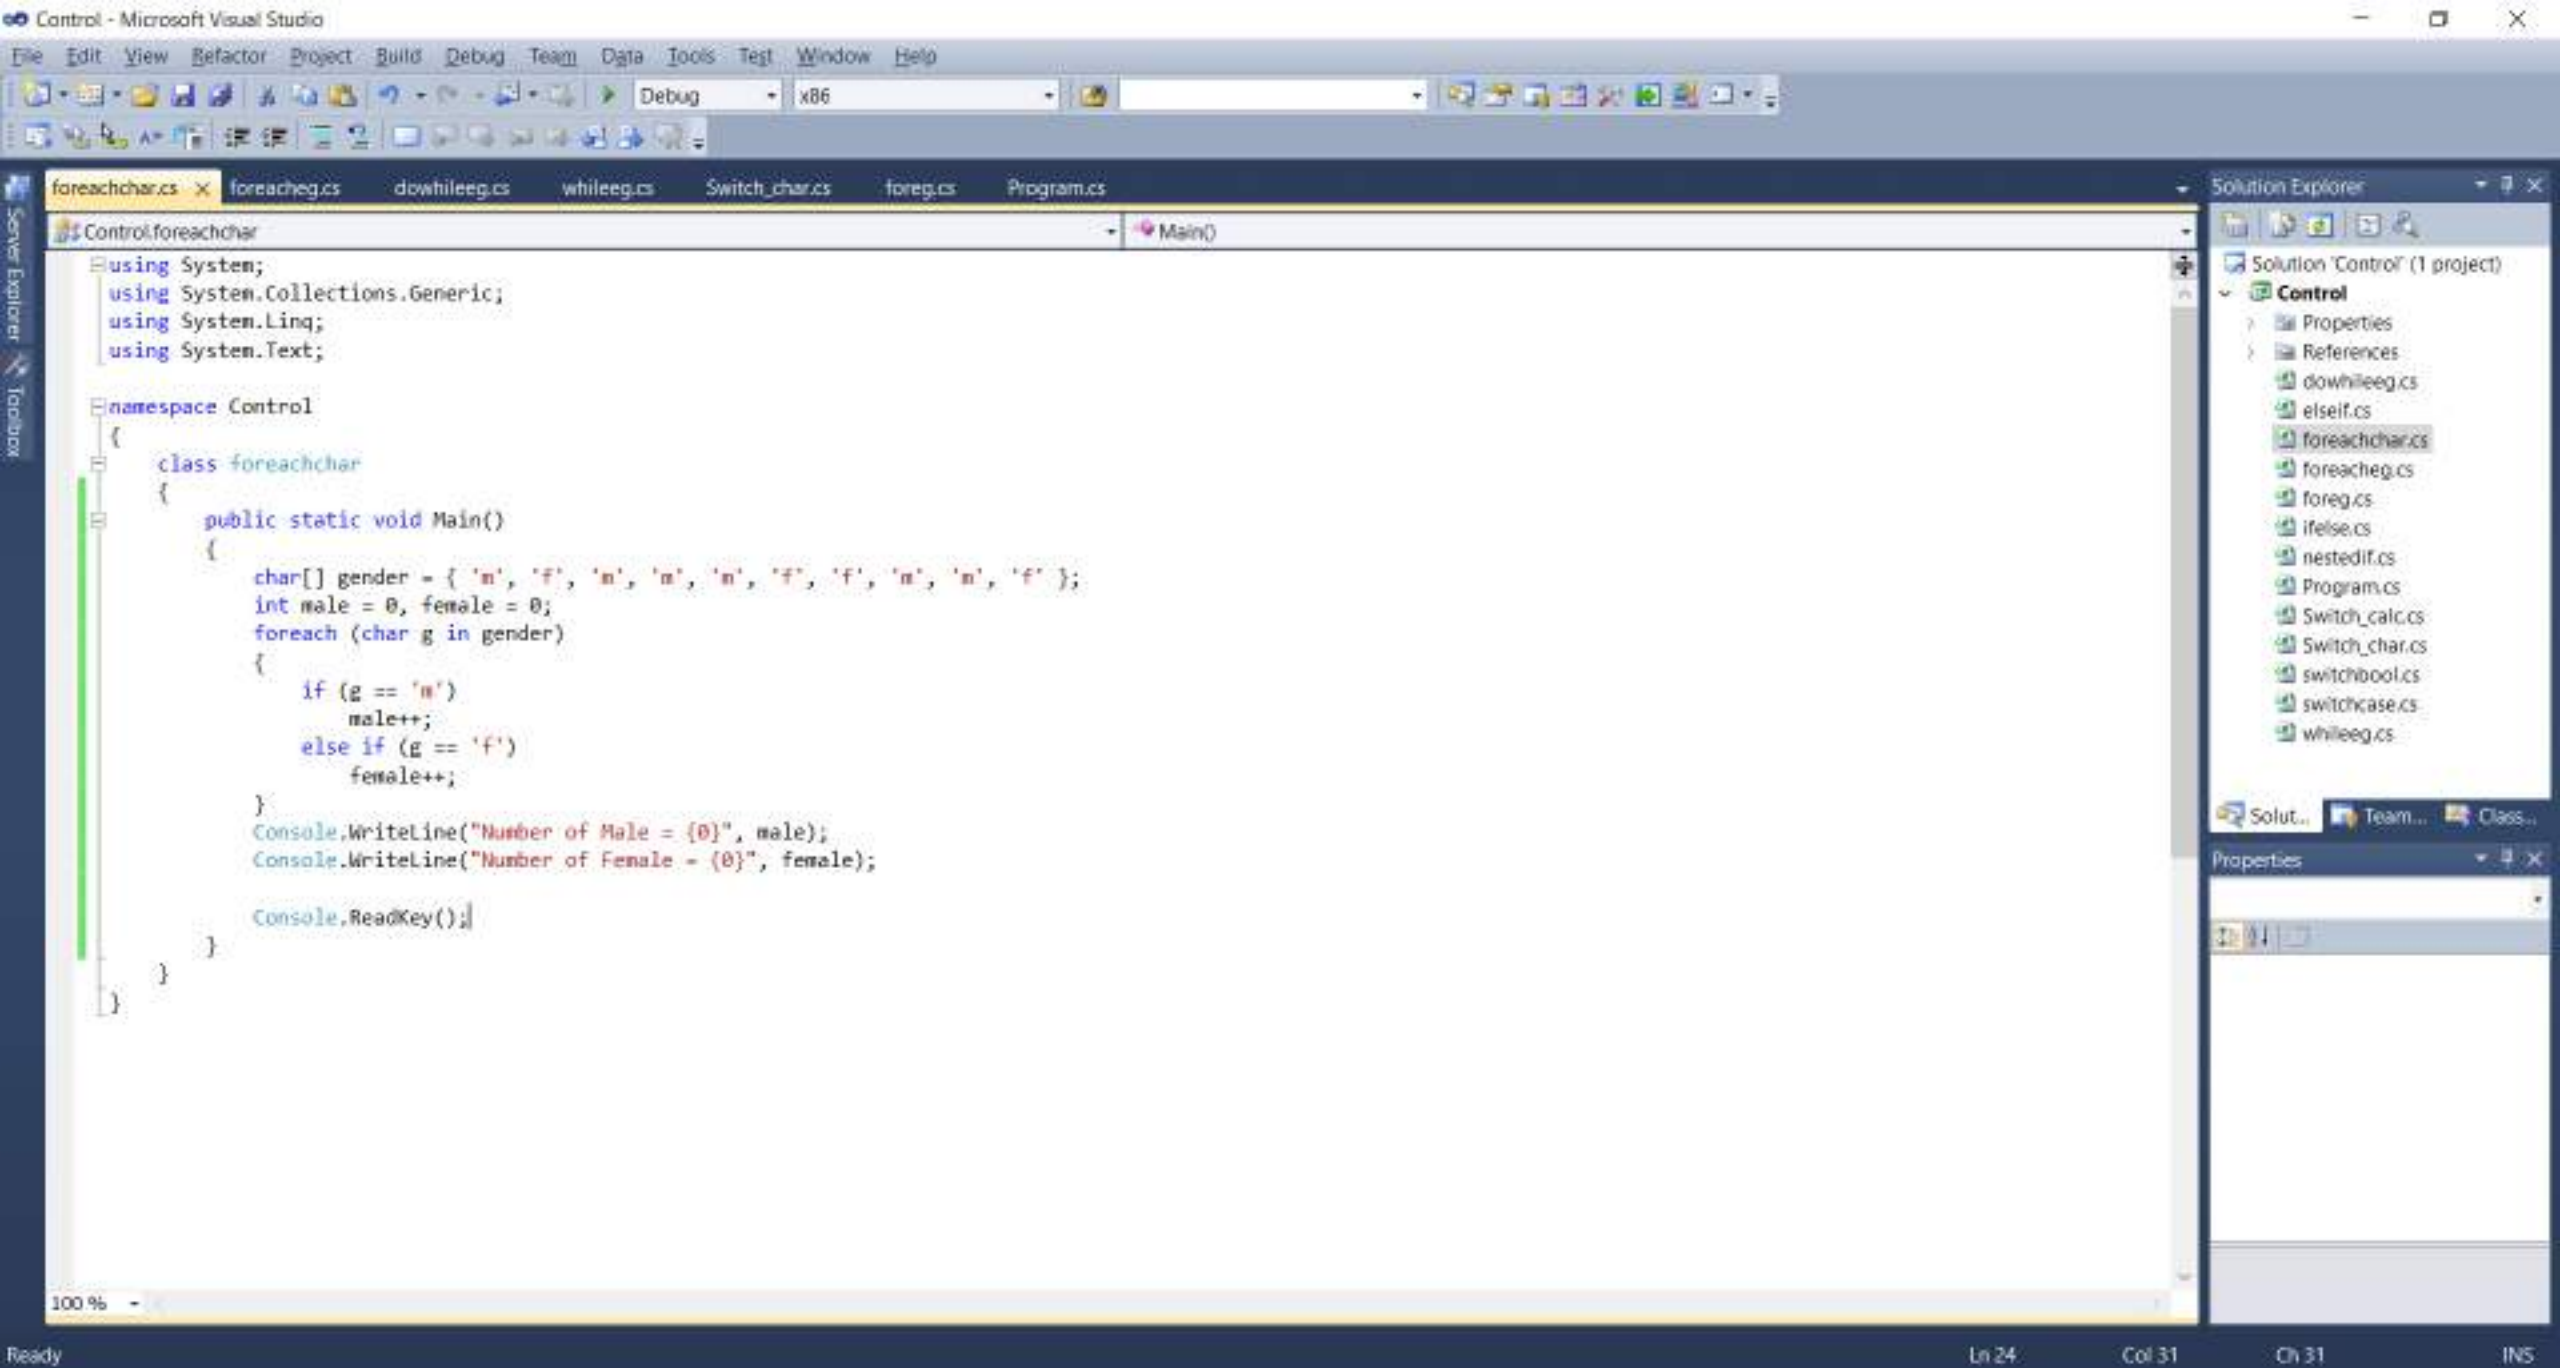 Control - Microsoft Visual Studio
File Edit View Refactor Project Build Debug Team Data Tools Test Window Help
Debug x86
foreachchar.cs foreacheg.cs dowhileeg.cs whileeg.cs Switch_char.cs foreg.cs Program.cs
Control.foreachchar Main()
Server Explorer
Toolbox
using System;
using System.Collections.Generic;
using System.Linq;
using System.Text;
namespace Control
{
class foreachchar
{
public static void Main()
{
char[] gender = { 'm', 'f', 'm', 'm', 'm', 'f', 'f', 'm', 'm', 'f' };
int male = 0, female = 0;
foreach (char g in gender)
{
if (g == 'm')
male++;
else if (g == 'f')
female++;
}
Console.WriteLine("Number of Male = {0}", male);
Console.WriteLine("Number of Female = {0}", female);
Console.ReadKey();
}
}
}
100 %
Solution Explorer
Solution 'Control' (1 project)
Control
Properties
References
dowhileeg.cs
elseif.cs
foreachchar.cs
foreacheg.cs
foreg.cs
ifelse.cs
nestedif.cs
Program.cs
Switch_calc.cs
Switch_char.cs
switchbool.cs
switchcase.cs
whileeg.cs
Solut... Team... Class...
Properties
Ready Ln 24 Col 31 Ch 31 INS